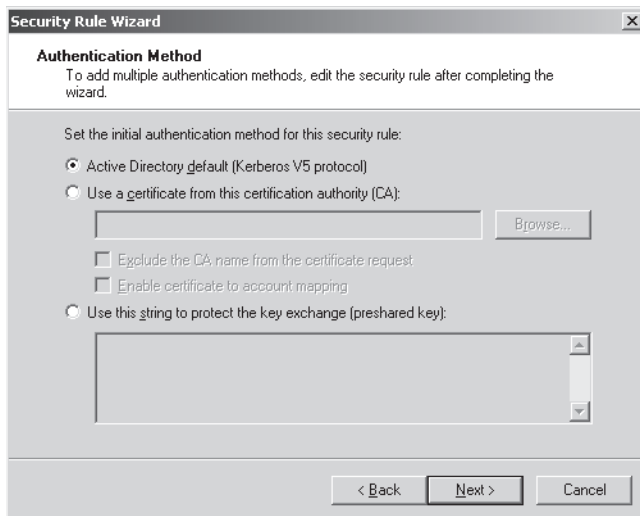 Security Rule Wizard
Authentication Method
To add multiple authentication methods, edit the security rule after completing the
wizard.
Set the initial authentication method for this security rule:
Active Directory default (Kerberos V5 protocol)
Use a certificate from this certification authority (CA):
Browse...
Exclude the CA name from the certificate request
Enable certificate to account mapping
Use this string to protect the key exchange (preshared key):
< Back
Next >
Cancel